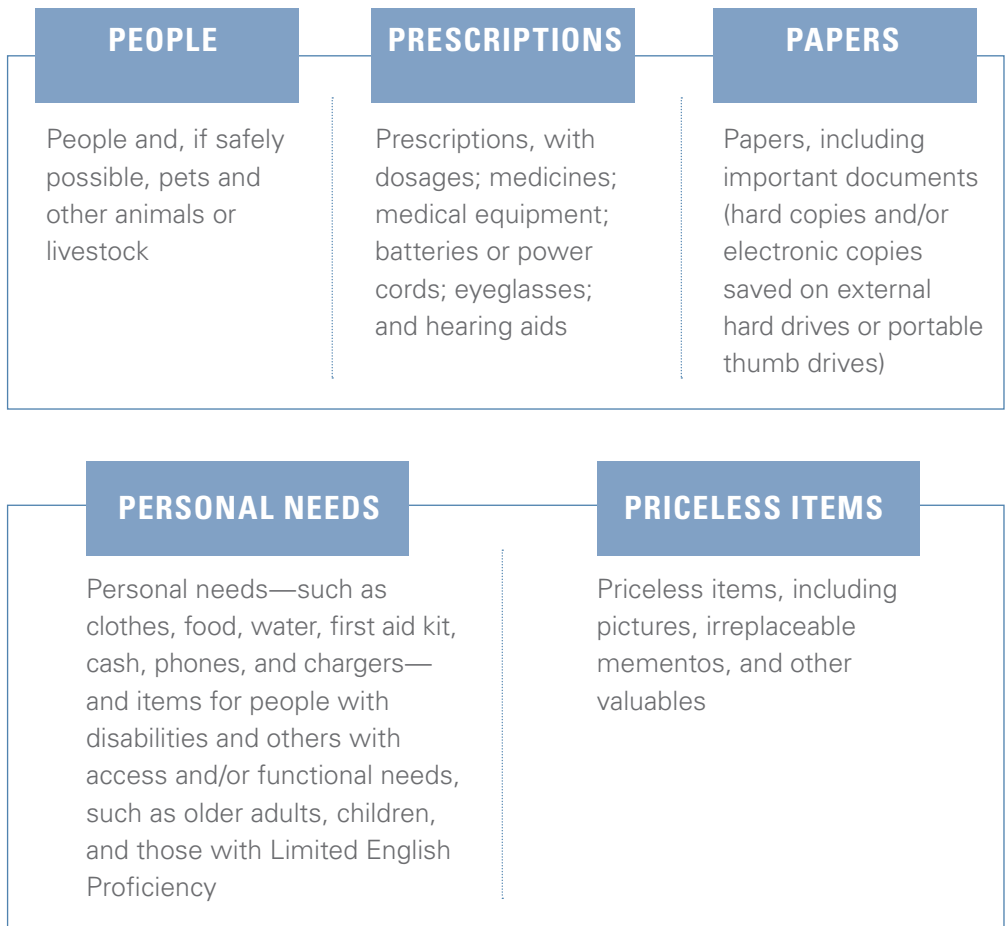 PEOPLE
People and, if safely
possible, pets and
other animals or
livestock
PRESCRIPTIONS
Prescriptions, with
dosages; medicines;
medical equipment;
batteries or power
cords; eyeglasses;
and hearing aids
PAPERS
Papers, including
important documents
(hard copies and/or
electronic copies
saved on external
hard drives or portable
thumb drives)
PERSONAL NEEDS
Personal needs—such as
clothes, food, water, first aid kit,
cash, phones, and chargers—
and items for people with
disabilities and others with
access and/or functional needs,
such as older adults, children,
and those with Limited English
Proficiency
PRICELESS ITEMS
Priceless items, including
pictures, irreplaceable
mementos, and other
valuables